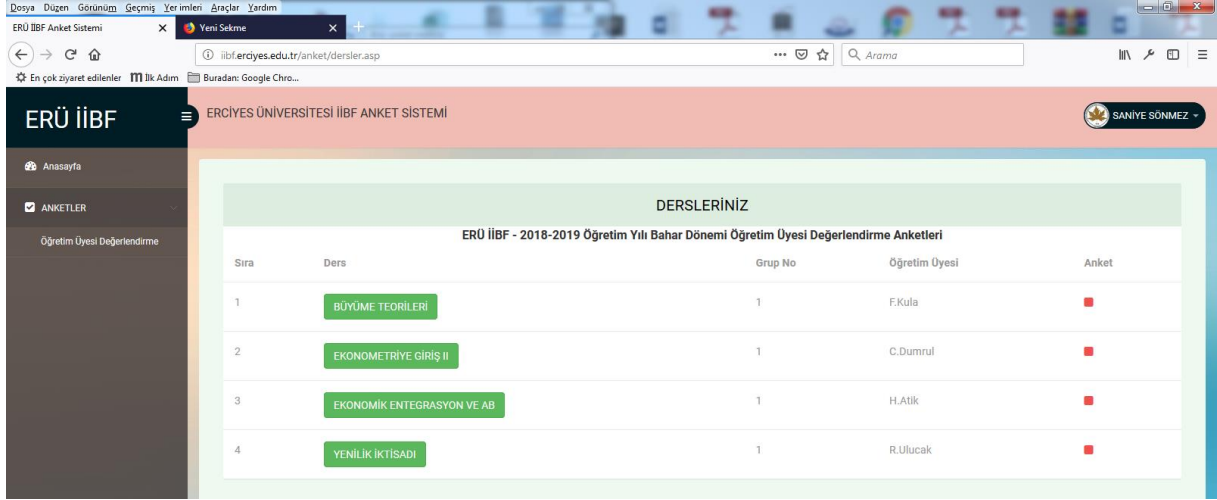 Dosya Düzen Görünüm Geçmiş Yer imleri Araçlar Yardım
ERÜ İİBF Anket Sistemi
Yeni Sekme
iibf.erciyes.edu.tr/anket/dersler.asp
Arama
En çok ziyaret edilenler İlk Adım Buradan: Google Chro...
ERÜ İİBF
ERCİYES ÜNİVERSİTESİ İİBF ANKET SİSTEMİ
SANİYE SÖNMEZ
Anasayfa
ANKETLER
Öğretim Üyesi Değerlendirme
DERSLERİNİZ
ERÜ İİBF - 2018-2019 Öğretim Yılı Bahar Dönemi Öğretim Üyesi Değerlendirme Anketleri
Sıra Ders Grup No Öğretim Üyesi Anket
1 BÜYÜME TEORİLERİ 1 F.Kula
2 EKONOMETRİYE GİRİŞ II 1 C.Dumrul
3 EKONOMİK ENTEGRASYON VE AB 1 H.Atik
4 YENİLİK İKTİSADI 1 R.Ulucak